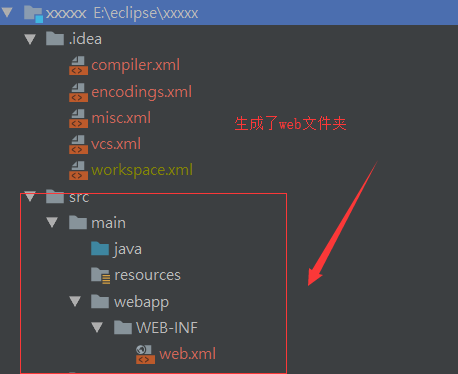 xxxxx E:\eclipse\xxxxx
.idea
compiler.xml
encodings.xml
misc.xml
vcs.xml
workspace.xml
生成了web文件夹
src
main
java
resources
webapp
WEB-INF
web.xml